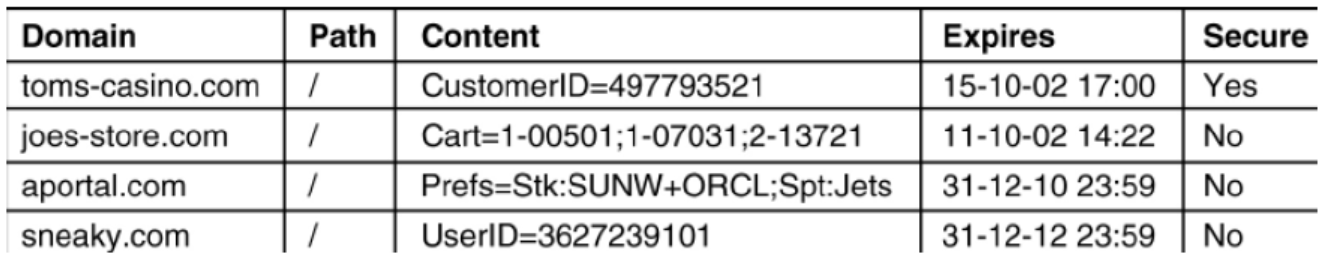 Domain Path Content Expires Secure
toms-casino.com / CustomerID=497793521 15-10-02 17:00 Yes
joes-store.com / Cart=1-00501;1-07031;2-13721 11-10-02 14:22 No
aportal.com / Prefs=Stk:SUNW+ORCL;Spt:Jets 31-12-10 23:59 No
sneaky.com / UserID=3627239101 31-12-12 23:59 No